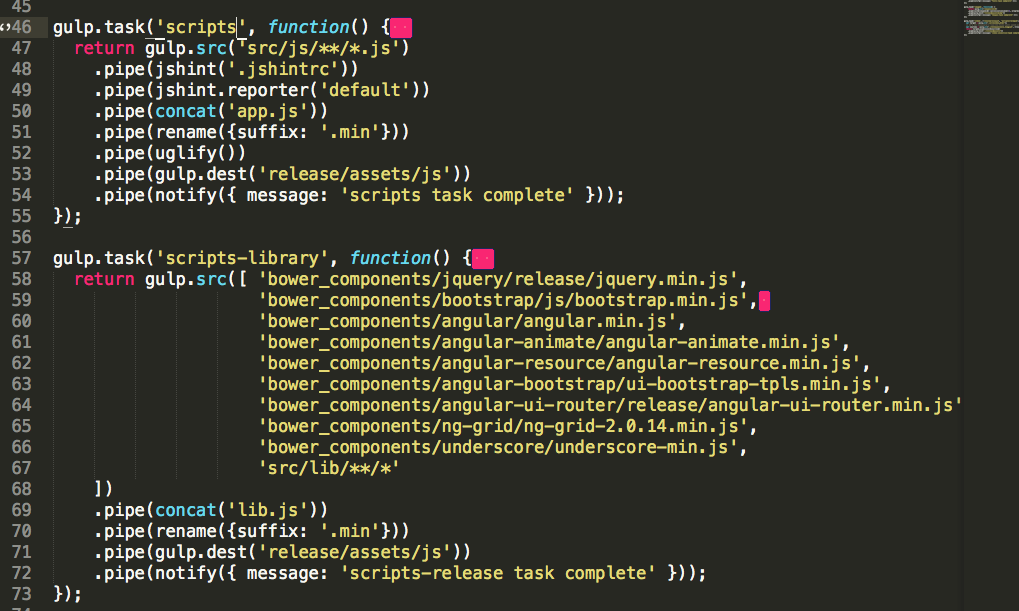 45
46 gulp.task('scripts', function() {
47   return gulp.src('src/js/**/*.js')
48     .pipe(jshint('.jshintrc'))
49     .pipe(jshint.reporter('default'))
50     .pipe(concat('app.js'))
51     .pipe(rename({suffix: '.min'}))
52     .pipe(uglify())
53     .pipe(gulp.dest('release/assets/js'))
54     .pipe(notify({ message: 'scripts task complete' }));
55 });
56
57 gulp.task('scripts-library', function() {
58   return gulp.src([ 'bower_components/jquery/release/jquery.min.js',
59                     'bower_components/bootstrap/js/bootstrap.min.js',
60                     'bower_components/angular/angular.min.js',
61                     'bower_components/angular-animate/angular-animate.min.js',
62                     'bower_components/angular-resource/angular-resource.min.js',
63                     'bower_components/angular-bootstrap/ui-bootstrap-tpls.min.js',
64                     'bower_components/angular-ui-router/release/angular-ui-router.min.js'
65                     'bower_components/ng-grid/ng-grid-2.0.14.min.js',
66                     'bower_components/underscore/underscore-min.js',
67                     'src/lib/**/*'
68     ])
69     .pipe(concat('lib.js'))
70     .pipe(rename({suffix: '.min'}))
71     .pipe(gulp.dest('release/assets/js'))
72     .pipe(notify({ message: 'scripts-release task complete' }));
73 });